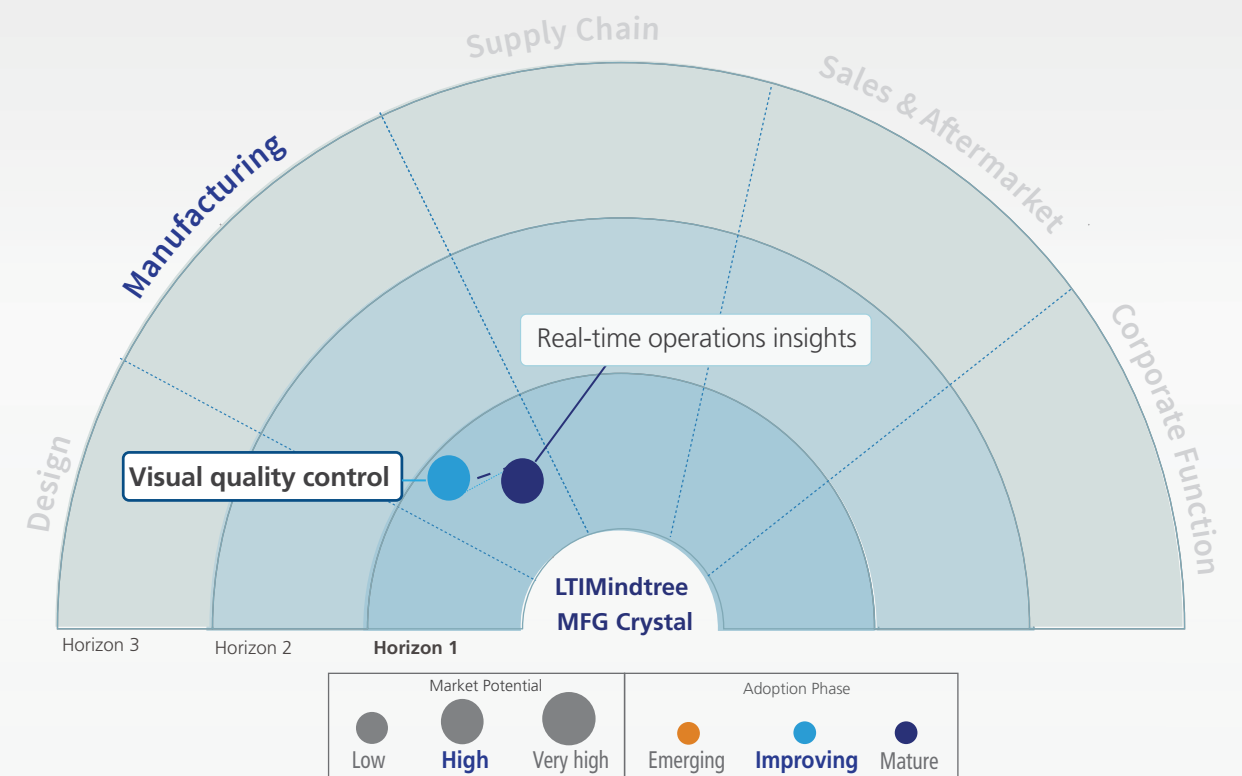 Supply Chain
Sales & Aftermarket
Manufacturing
Corporate Function
Design
Real-time operations insights
Visual quality control
LTIMindtree
MFG Crystal
Horizon 3
Horizon 2
Horizon 1
Market Potential
Adoption Phase
Low
High
Very high
Emerging
Improving
Mature